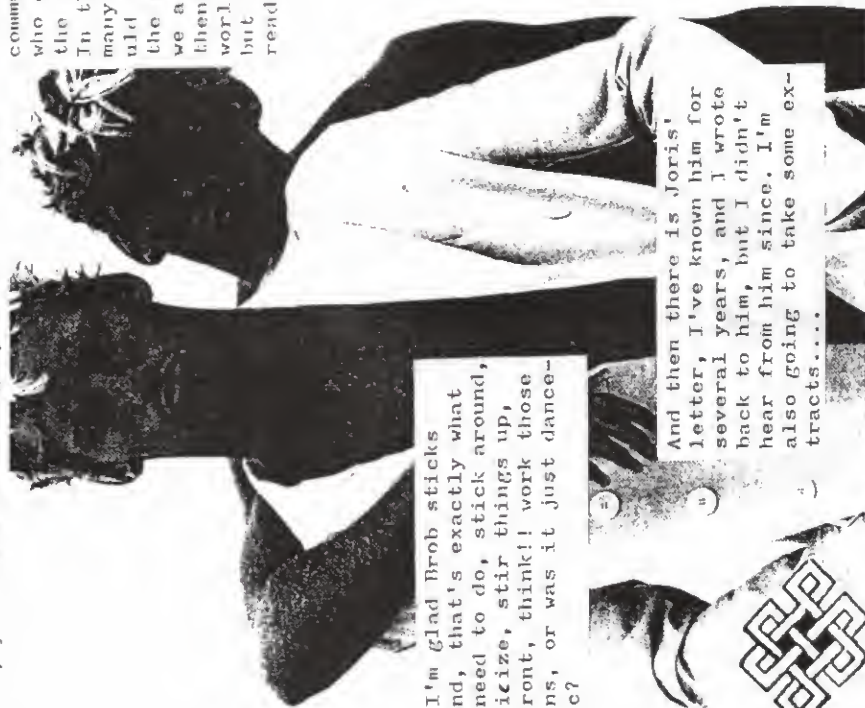 comm
who
the
In th
many
uld
the
we a
then
worl
but
read
I'm glad Brob sticks
nd, that's exactly what
need to do, stick around,
icize, stir things up,
ront, think!! work those
ns, or was it just dance-
c?
And then there is Joris'
letter, I've known him for
several years, and I wrote
back to him, but I didn't
hear from him since. I'm
also going to take some ex-
tracts....